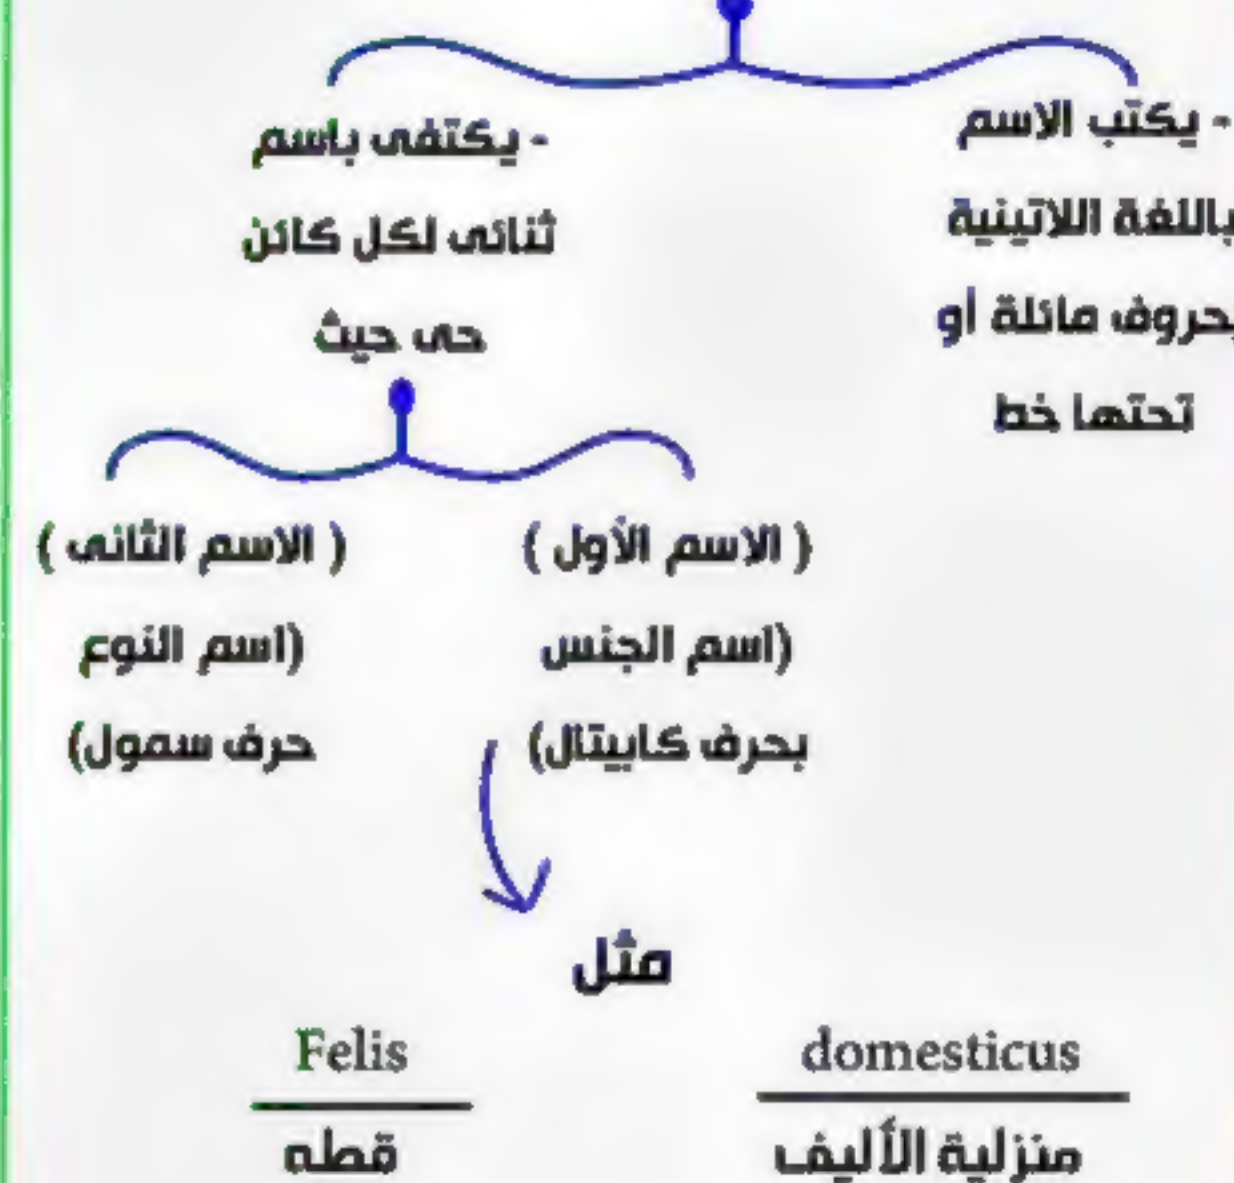 - يكتب الاسم
باللغة اللاتينية
بحروف مائلة أو
تحتها خط
- يكتفى باسم
ثنائى لكل كائن
حى حيث
( الاسم الأول )
(اسم الجنس
بحرف كابيتال)
( الاسم الثانى )
(اسم النوع
حرف سمول)
مثل
Felis
قطه
domesticus
منزلية الأليف